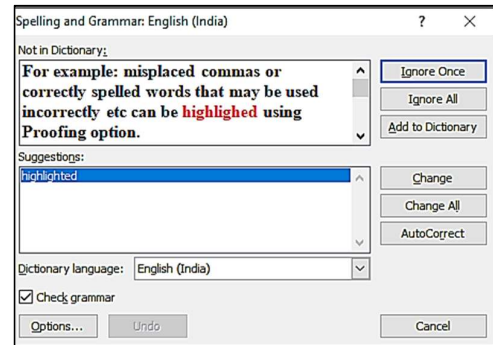 Spelling and Grammar: English (India) ? ×
Not in Dictionary:
For example: misplaced commas or
correctly spelled words that may be used
incorrectly etc can be highlighed using
Proofing option.
Ignore Once
Ignore All
Add to Dictionary
Suggestions:
highlighted
Change
Change All
AutoCorrect
Dictionary language: English (India)
Check grammar
Options... Undo Cancel